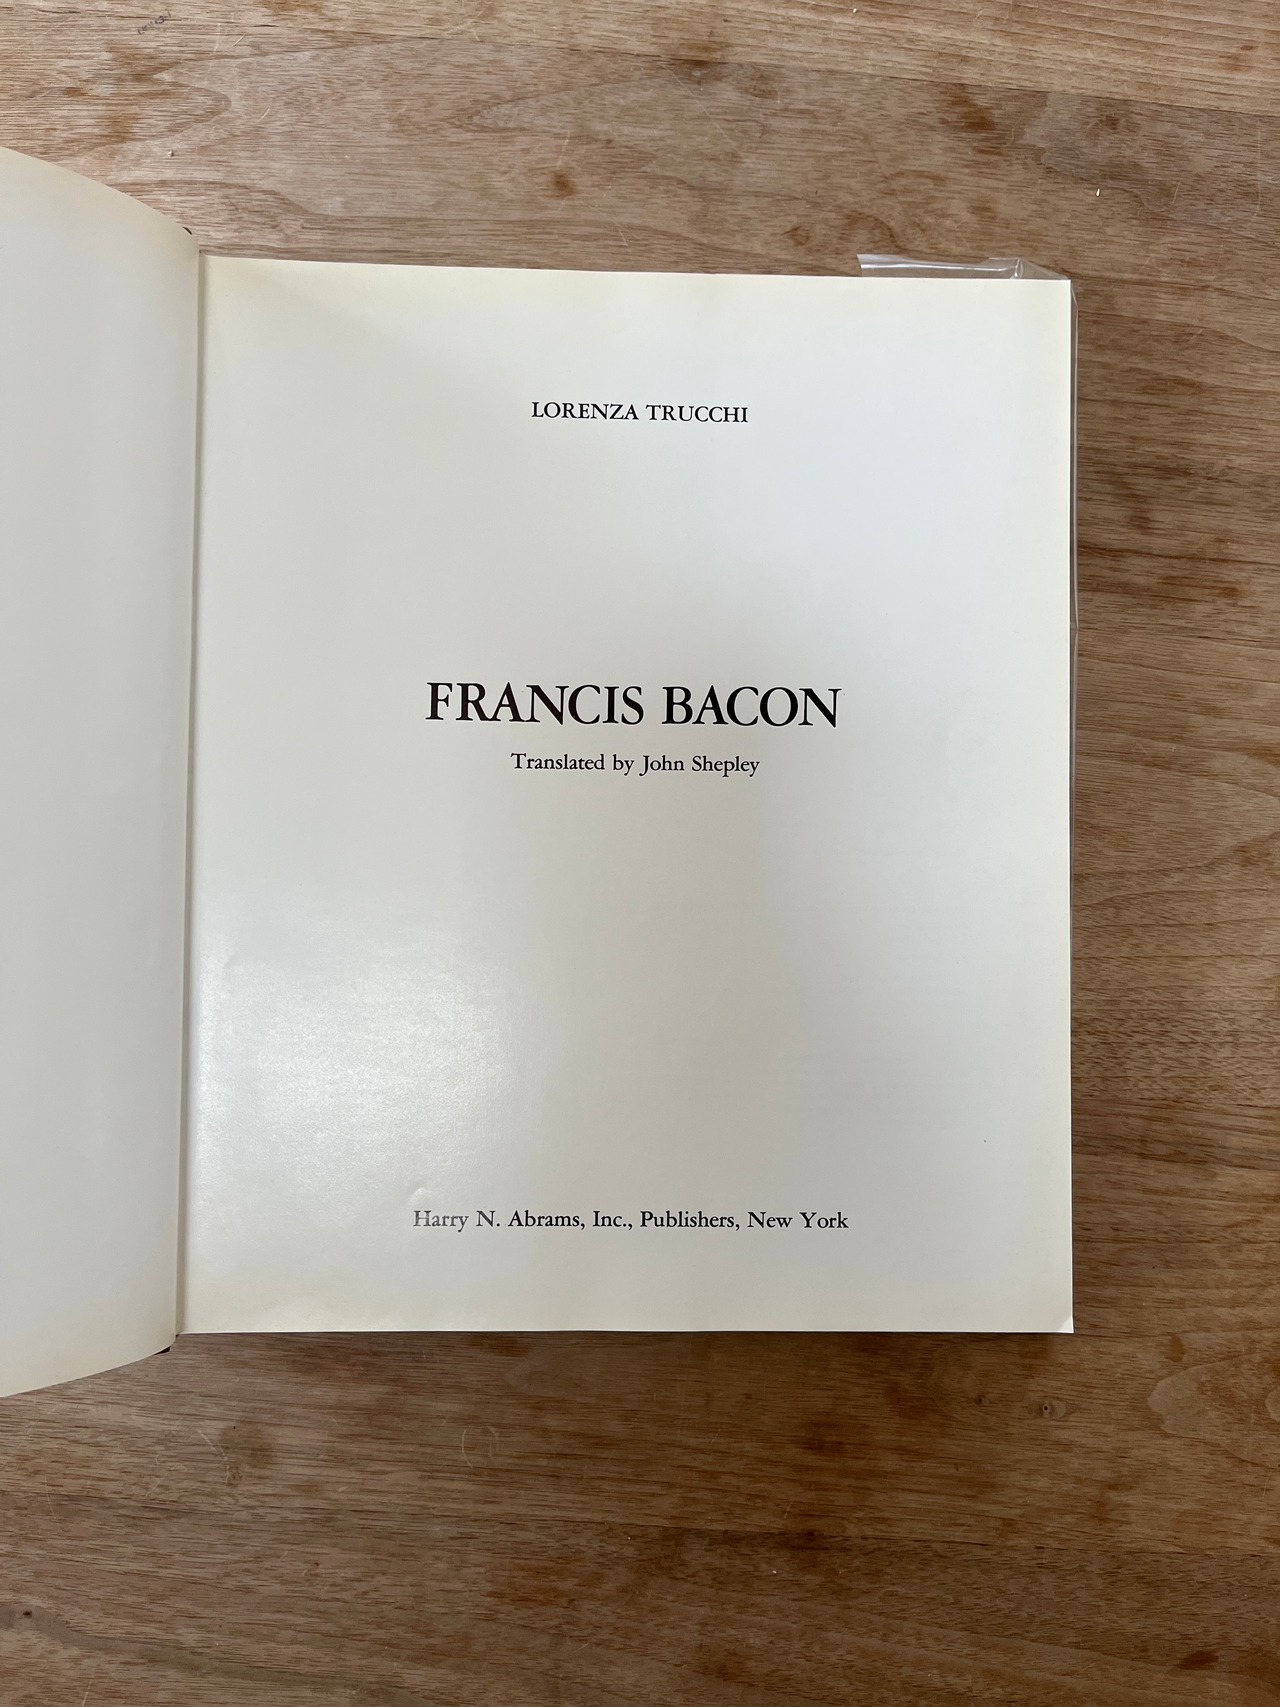 LORENZA TRUCCHI
FRANCIS BACON
Translated by John Shepley
Harry N. Abrams, Inc., Publishers, New York